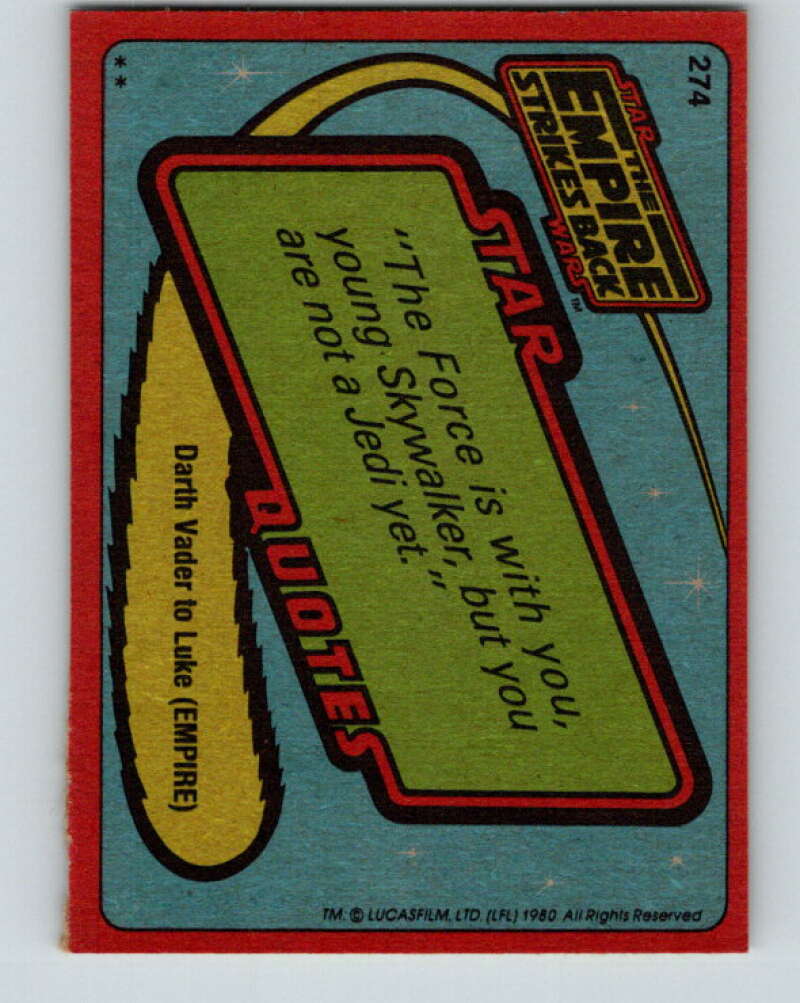 274
STAR
THE
EMPIRE
STRIKES BACK
WARS™
STAR
"The Force is with you,
young Skywalker, but you
are not a Jedi yet."
QUOTES
Darth Vader to Luke (EMPIRE)
**
TM: © LUCASFILM, LTD. (LFL) 1980. All Rights Reserved